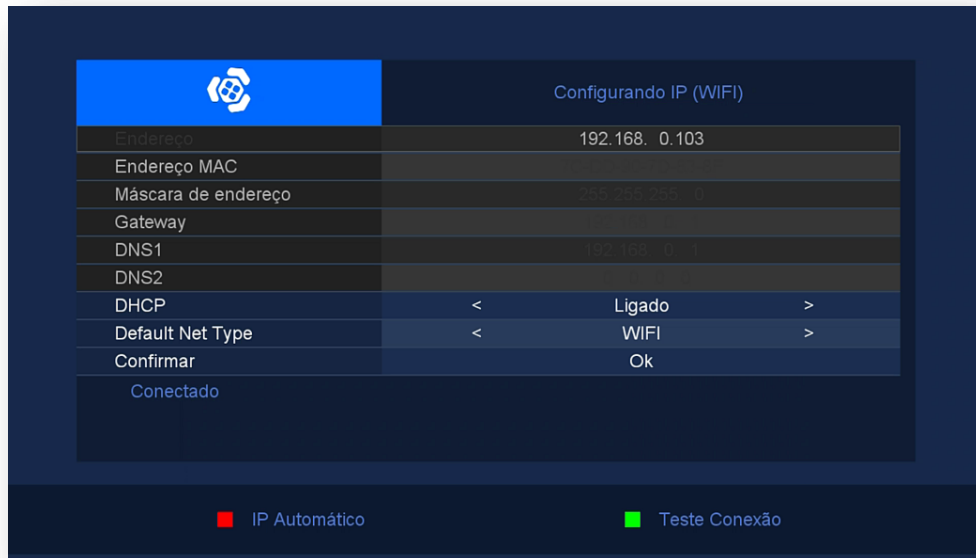 Configurando IP (WIFI)
Endereço 192.168. 0.103
Endereço MAC
Máscara de endereço 255.255.255. 0
Gateway
DNS1 192.168. 0. 1
DNS2
DHCP < Ligado >
Default Net Type < WIFI >
Confirmar Ok
Conectado
IP Automático Teste Conexão